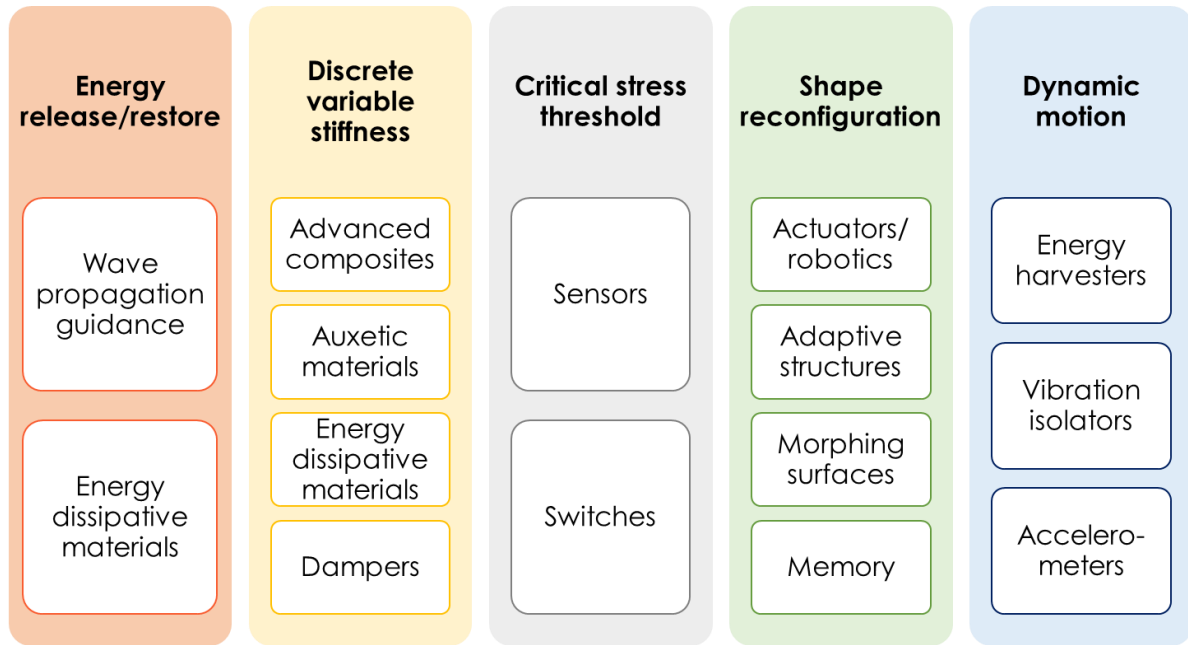 Energy
release/restore
Wave
propagation
guidance
Energy
dissipative
materials
Discrete
variable
stiffness
Advanced
composites
Auxetic
materials
Energy
dissipative
materials
Dampers
Critical stress
threshold
Sensors
Switches
Shape
reconfiguration
Actuators/
robotics
Adaptive
structures
Morphing
surfaces
Memory
Dynamic
motion
Energy
harvesters
Vibration
isolators
Accelero-
meters